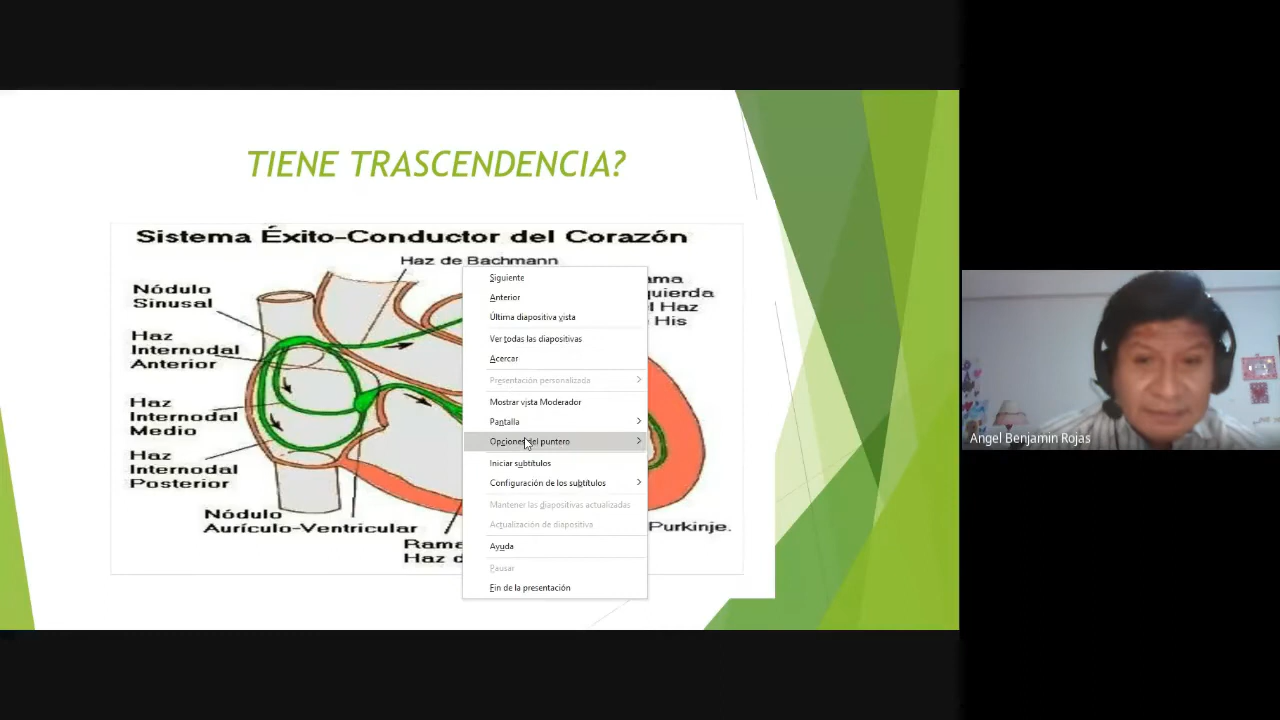 TIENE TRASCENDENCIA?
Sistema Éxito-Conductor del Corazón
Haz de Bachmann
Nódulo
Sinusal
Haz
Internodal
Anterior
Haz
Internodal
Medio
Haz
Internodal
Posterior
Nódulo
Aurículo-Ventricular
Rama
Haz d
ama
quierda
l Haz
His
Purkinje.
Siguiente
Anterior
Última diapositiva vista
Ver todas las diapositivas
Acercar
Presentación personalizada
Mostrar vista Moderador
Pantalla
Opciones del puntero
Iniciar subtítulos
Configuración de los subtítulos
Mantener las diapositivas actualizadas
Actualización de diapositiva
Ayuda
Pausar
Fin de la presentación
Angel Benjamin Rojas